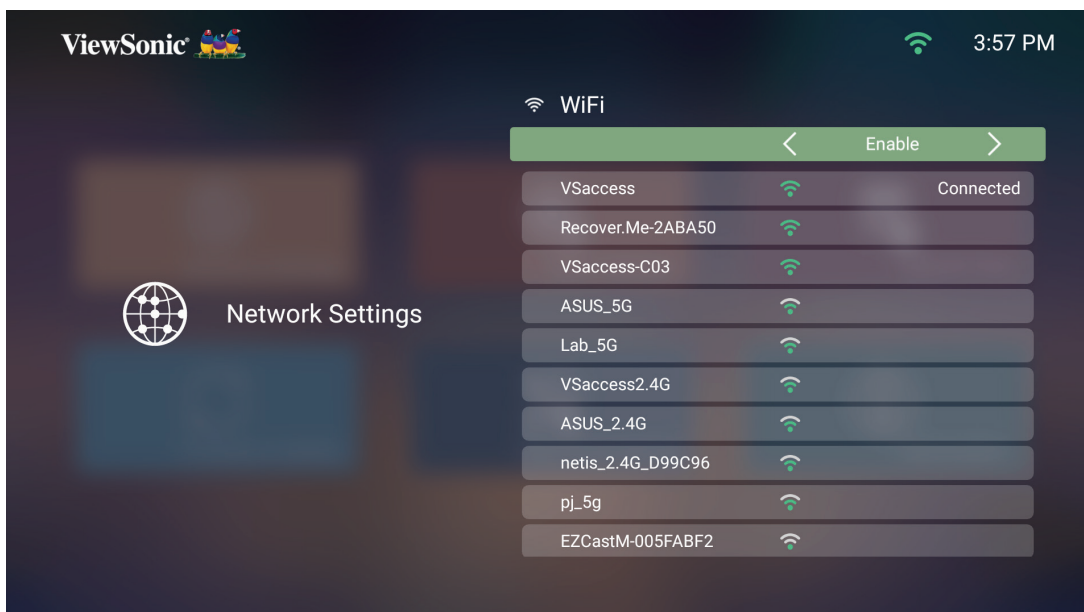 ViewSonic
3:57 PM
WiFi
Enable
VSaccess Connected
Recover.Me-2ABA50
VSaccess-C03
ASUS_5G
Network Settings
Lab_5G
VSaccess2.4G
ASUS_2.4G
netis_2.4G_D99C96
pj_5g
EZCastM-005FABF2